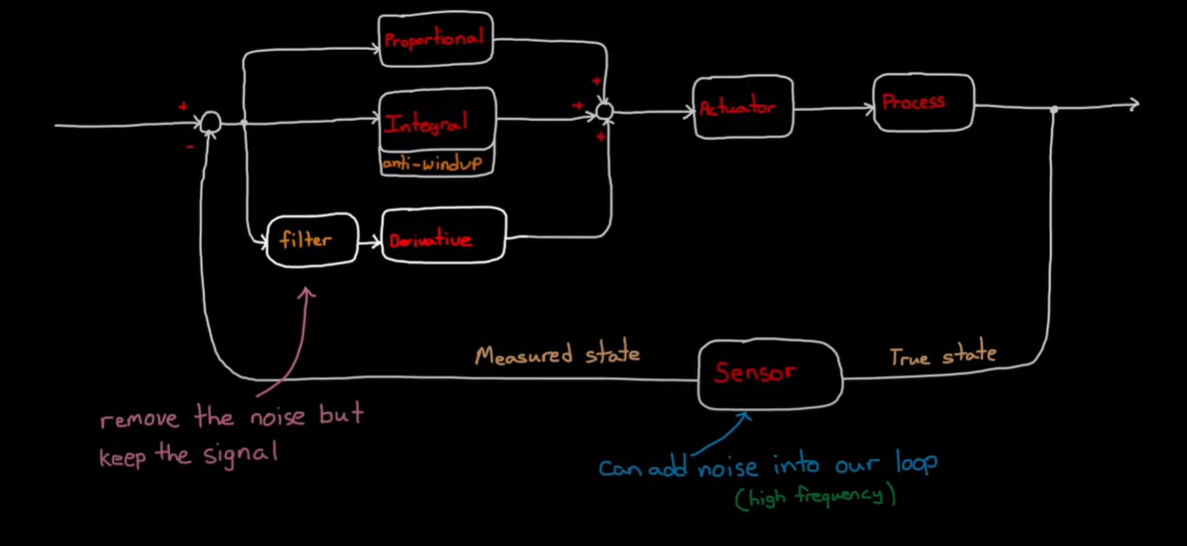 Proportional
+
+
+
Integral
Actuator
Process
+
-
anti-windup
filter
Derivative
Measured state
True state
Sensor
remove the noise but
keep the signal
can add noise into our loop
(high frequency)